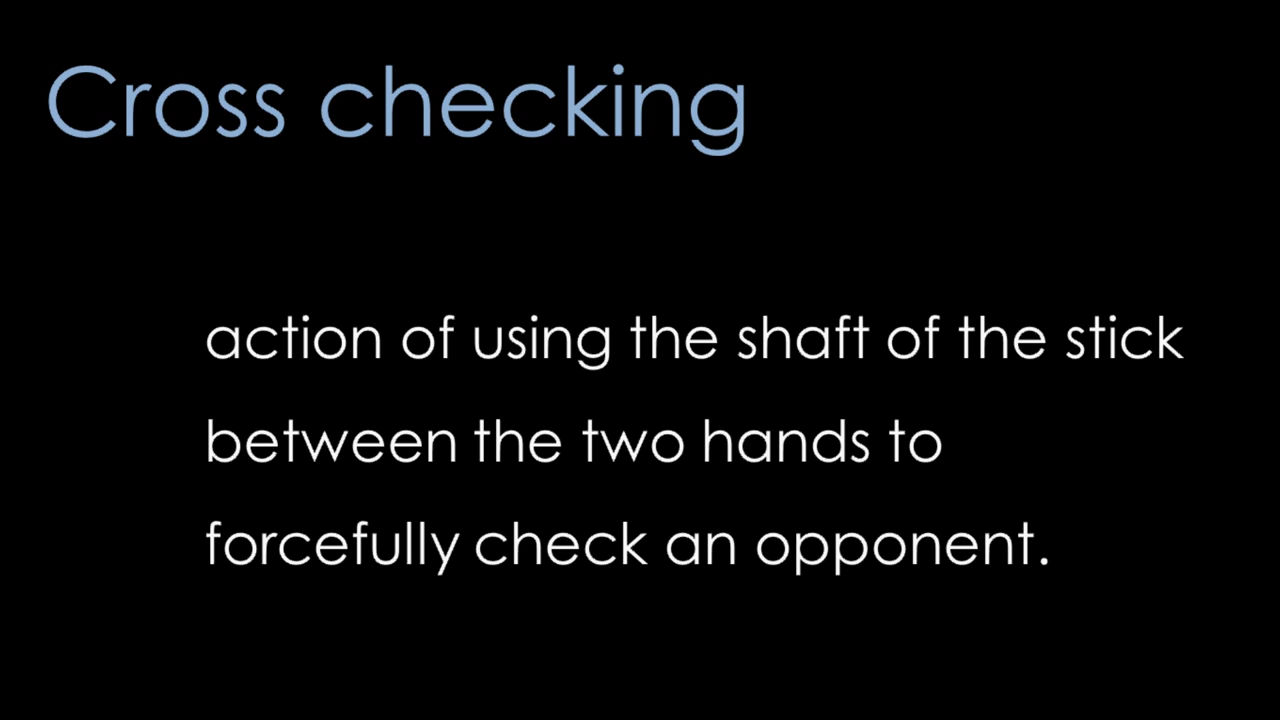 Cross checking
action of using the shaft of the stick
between the two hands to
forcefully check an opponent.